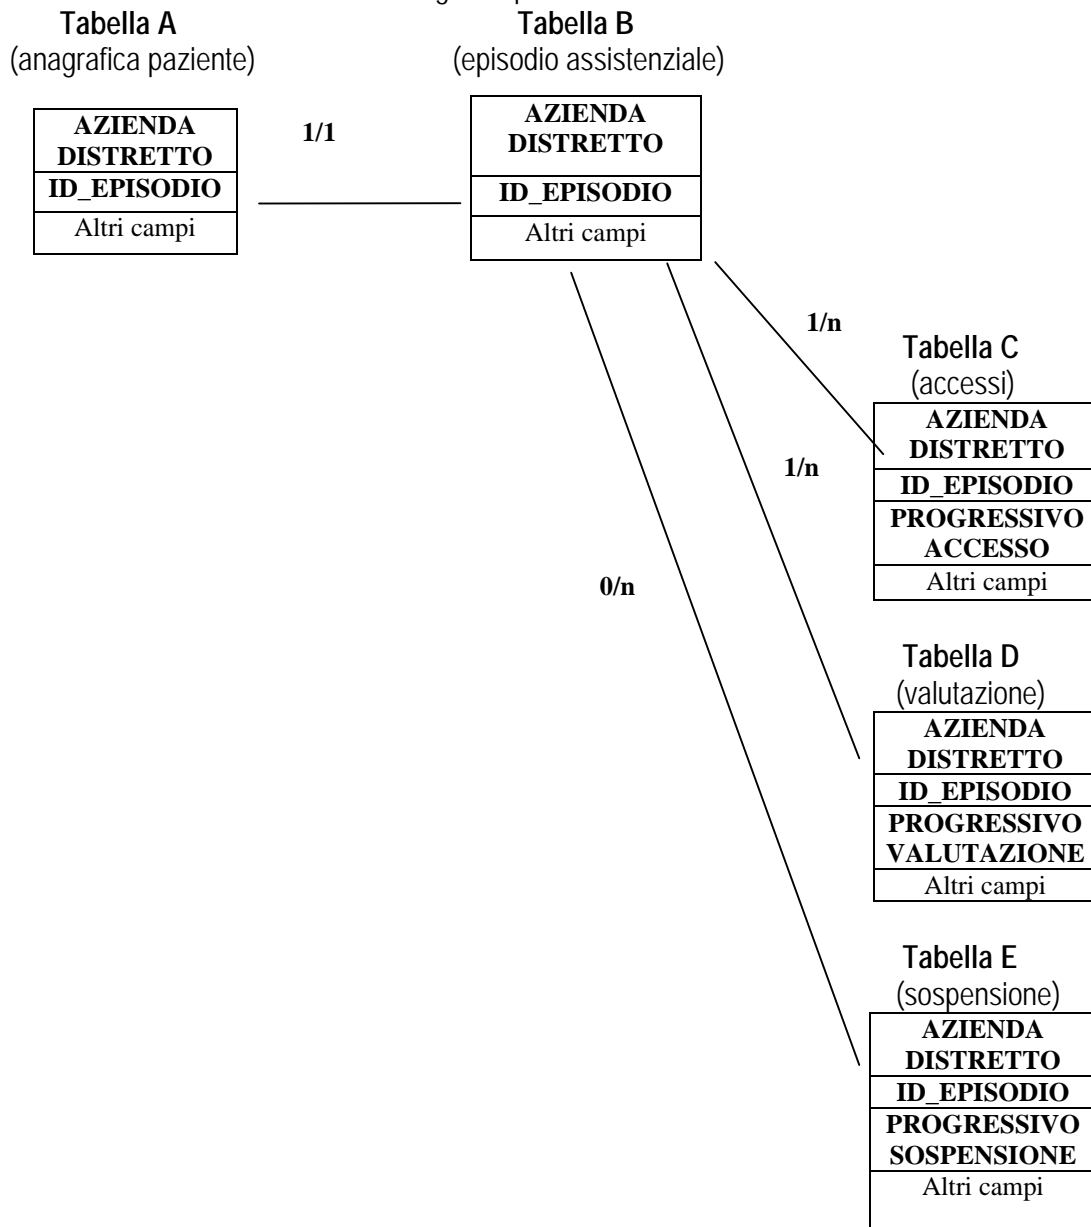 Tabella A
(anagrafica paziente)
Tabella B
(episodio assistenziale)
AZIENDA
DISTRETTO
ID_EPISODIO
Altri campi
1/1
AZIENDA
DISTRETTO
ID_EPISODIO
Altri campi
1/n
Tabella C
(accessi)
AZIENDA
DISTRETTO
ID_EPISODIO
PROGRESSIVO
ACCESSO
Altri campi
1/n
0/n
Tabella D
(valutazione)
AZIENDA
DISTRETTO
ID_EPISODIO
PROGRESSIVO
VALUTAZIONE
Altri campi
Tabella E
(sospensione)
AZIENDA
DISTRETTO
ID_EPISODIO
PROGRESSIVO
SOSPENSIONE
Altri campi